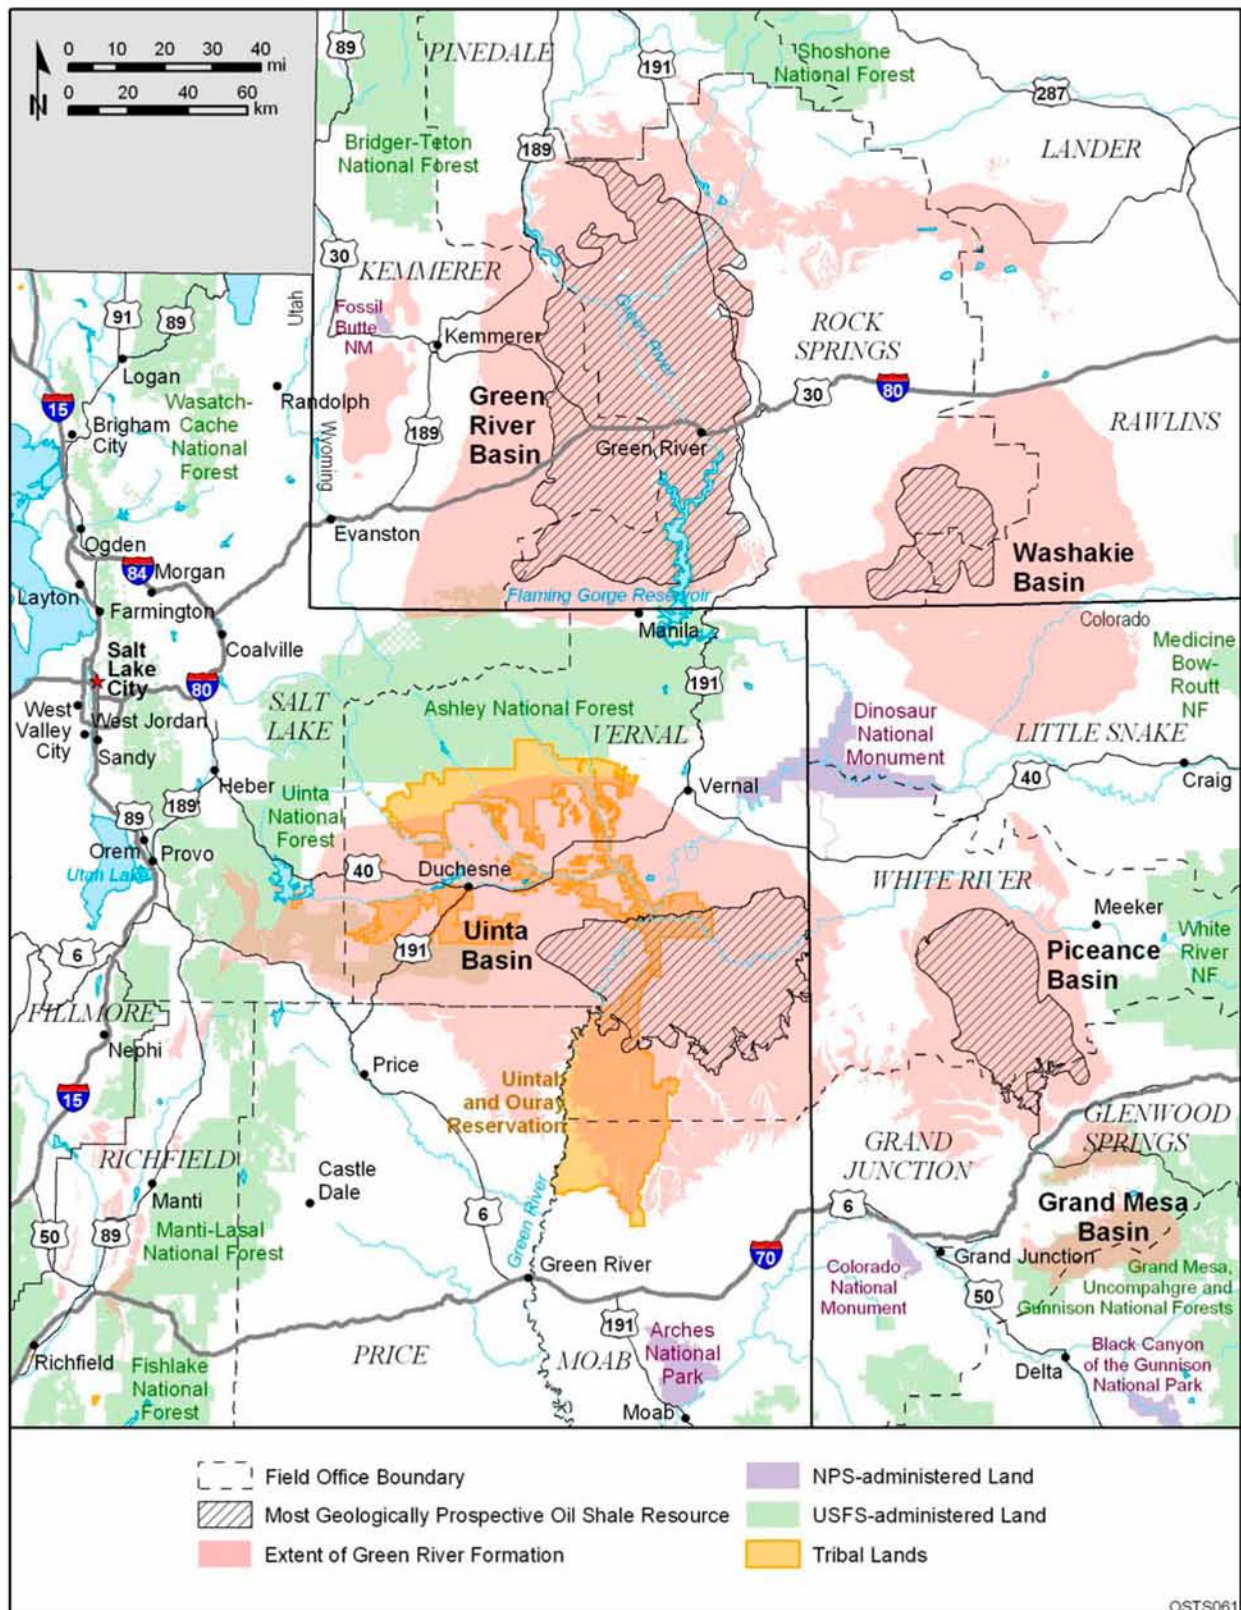 0 10 20 30 40
mi
0 20 40 60
km
N
89
PINEDALE
191
Shoshone
National Forest
287
Bridger-Teton
National Forest
189
LANDER
30
KEMMERER
Fossil
Butte
NM
Kemmerer
Green River
ROCK
SPRINGS
Utah
91
89
Logan
Randolph
15
Wasatch-
Cache
National
Forest
Brigham
City
Wyoming
189
Green
River
Basin
Green River
30
80
RAWLINS
Evanston
Washakie
Basin
Ogden
84
Morgan
Layton
Farmington
Flaming Gorge Reservoir
Manila
Colorado
Coalville
Salt
Lake
City
80
SALT
LAKE
191
Ashley National Forest
VERNAL
Dinosaur
National
Monument
Medicine
Bow-
Routt
NF
LITTLE SNAKE
West
Valley
City
West Jordan
Sandy
Heber
Vernal
40
Craig
89
189
Uinta
National
Forest
Orem
Provo
Utah Lake
40
Duchesne
WHITE RIVER
Meeker
6
191
Uinta
Basin
Piceance
Basin
White
River
NF
FILLMORE
Nephi
Price
15
Uintah
and Ouray
Reservation
GLENWOOD
SPRINGS
GRAND
JUNCTION
RICHFIELD
Manti
Castle
Dale
Grand Mesa
Basin
50
89
Manti-Lasal
National Forest
6
Green River
Green River
70
6
Grand Junction
Colorado
National
Monument
Grand Mesa,
Uncompahgre and
Gunnison National Forests
50
191
Arches
National
Park
Richfield
Fishlake
National
Forest
PRICE
MOAB
Moab
Delta
Black Canyon
of the Gunnison
National Park
Field Office Boundary
Most Geologically Prospective Oil Shale Resource
Extent of Green River Formation
NPS-administered Land
USFS-administered Land
Tribal Lands
OSTS061